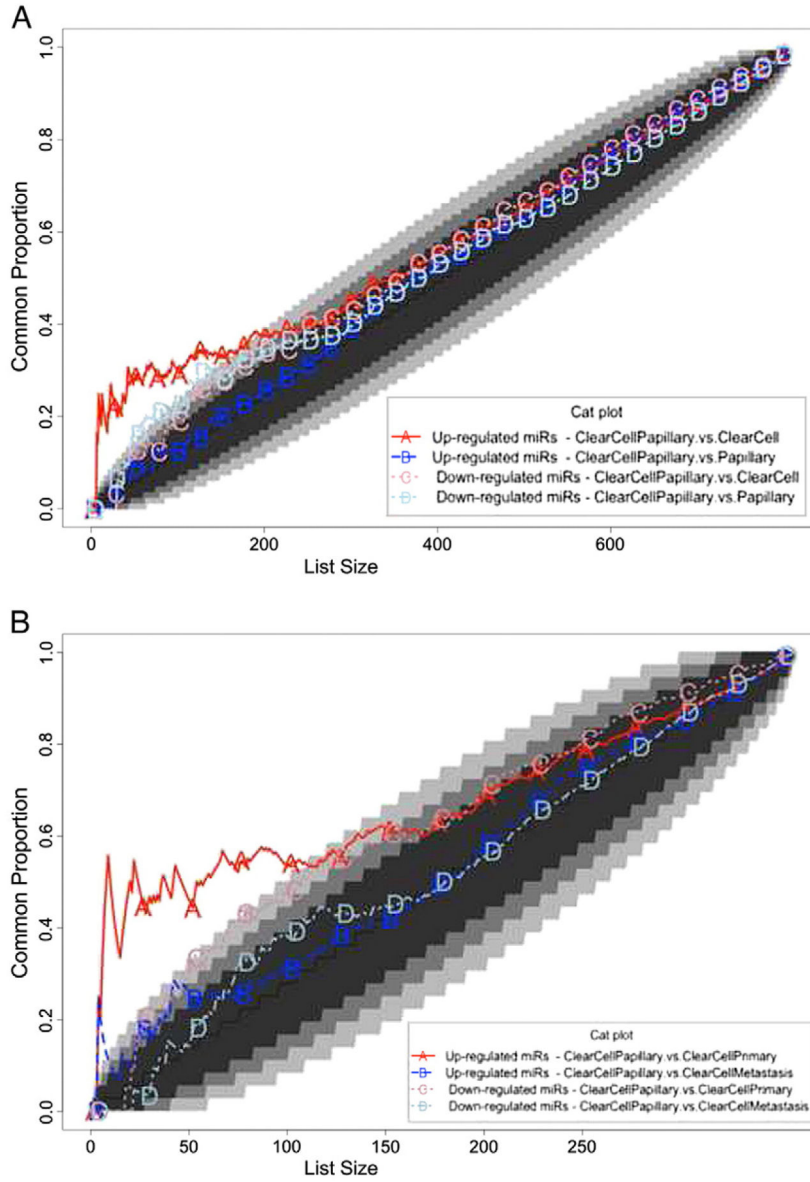 A
Common Proportion
1.0
0.8
0.6
0.4
0.2
0.0
Cat plot
A Up-regulated miRs - ClearCellPapillary.vs.ClearCell
B Up-regulated miRs - ClearCellPapillary.vs.Papillary
C Down-regulated miRs - ClearCellPapillary.vs.ClearCell
D Down-regulated miRs - ClearCellPapillary.vs.Papillary
0 200 400 600
List Size
B
Common Proportion
1.0
0.8
0.6
0.4
0.2
0.0
Cat plot
A Up-regulated miRs - ClearCellPapillary.vs.ClearCellPrimary
B Up-regulated miRs - ClearCellPapillary.vs.ClearCellMetastasis
C Down-regulated miRs - ClearCellPapillary.vs.ClearCellPrimary
D Down-regulated miRs - ClearCellPapillary.vs.ClearCellMetastasis
0 50 100 150 200 250
List Size